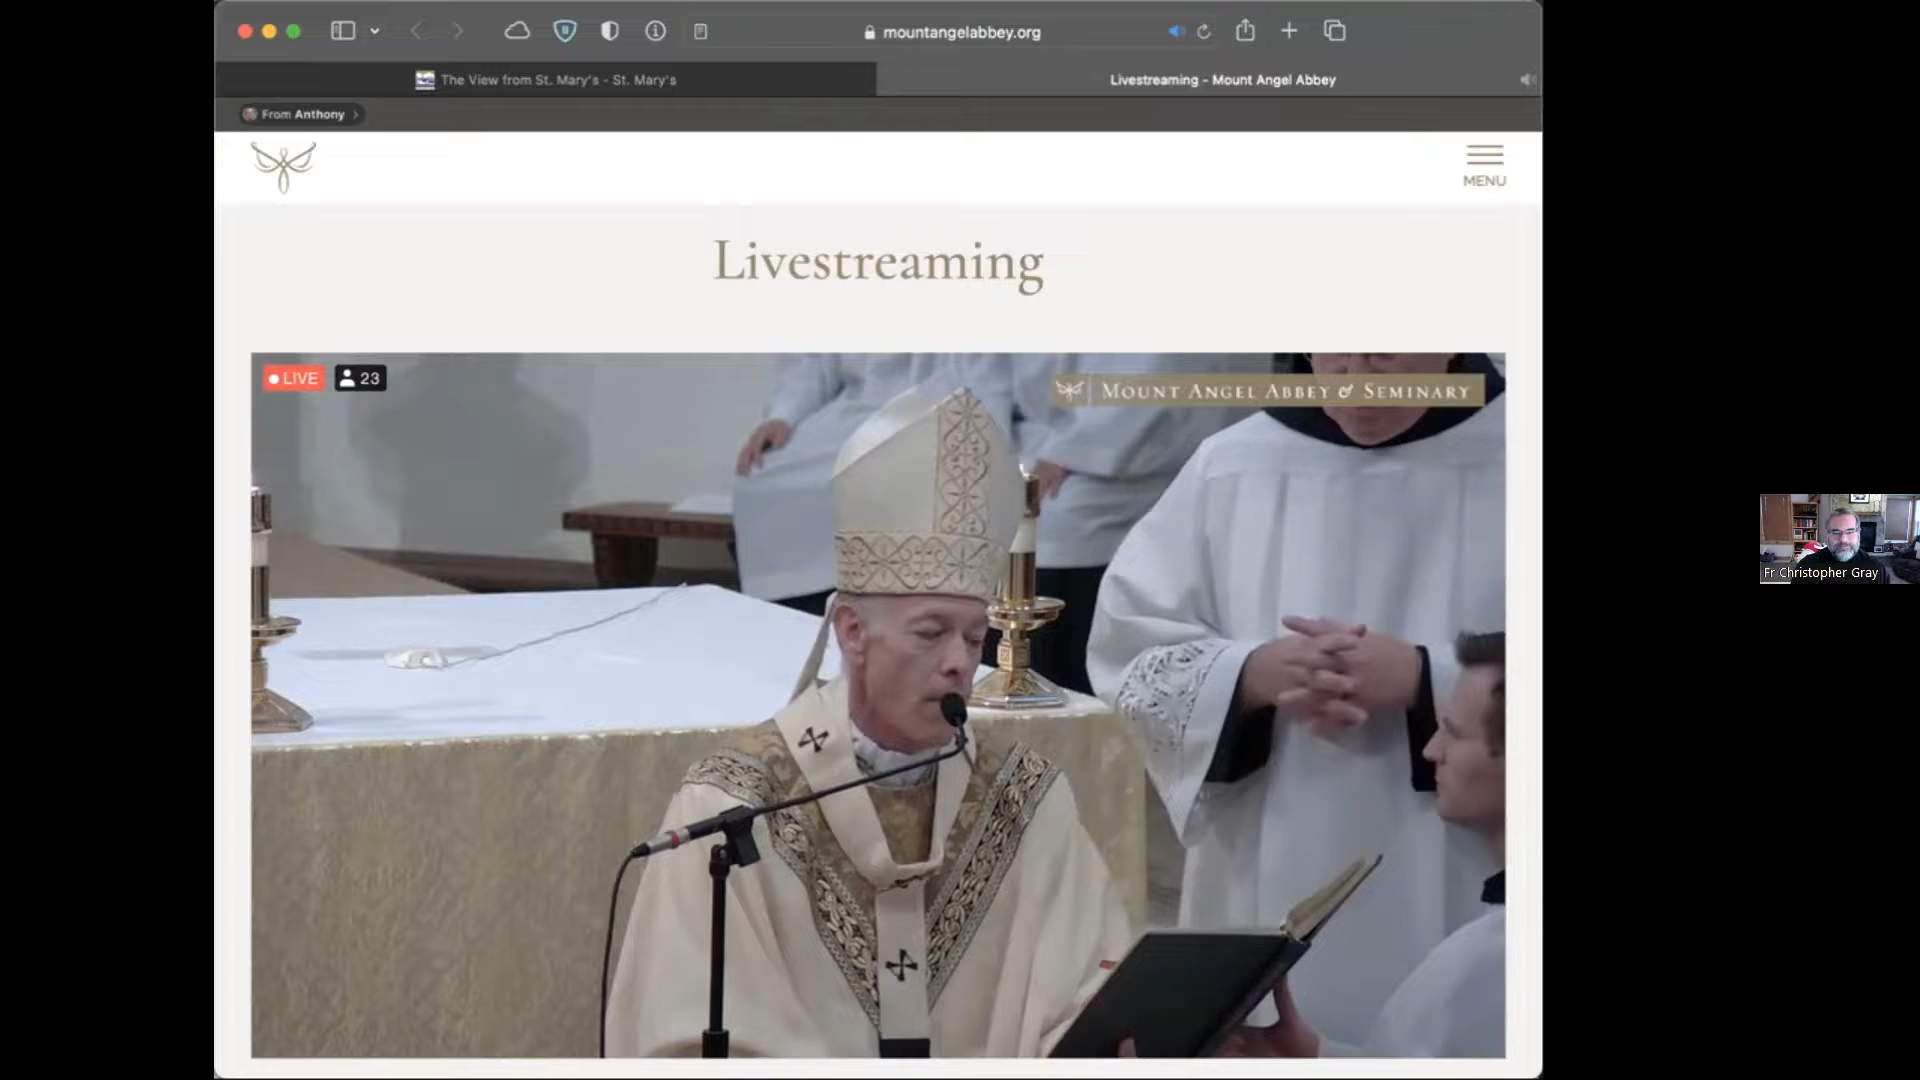 mountangelabbey.org
The View from St. Mary's - St. Mary's
Livestreaming - Mount Angel Abbey
From Anthony >
MENU
Livestreaming
LIVE
23
MOUNT ANGEL ABBEY & SEMINARY
Fr Christopher Gray